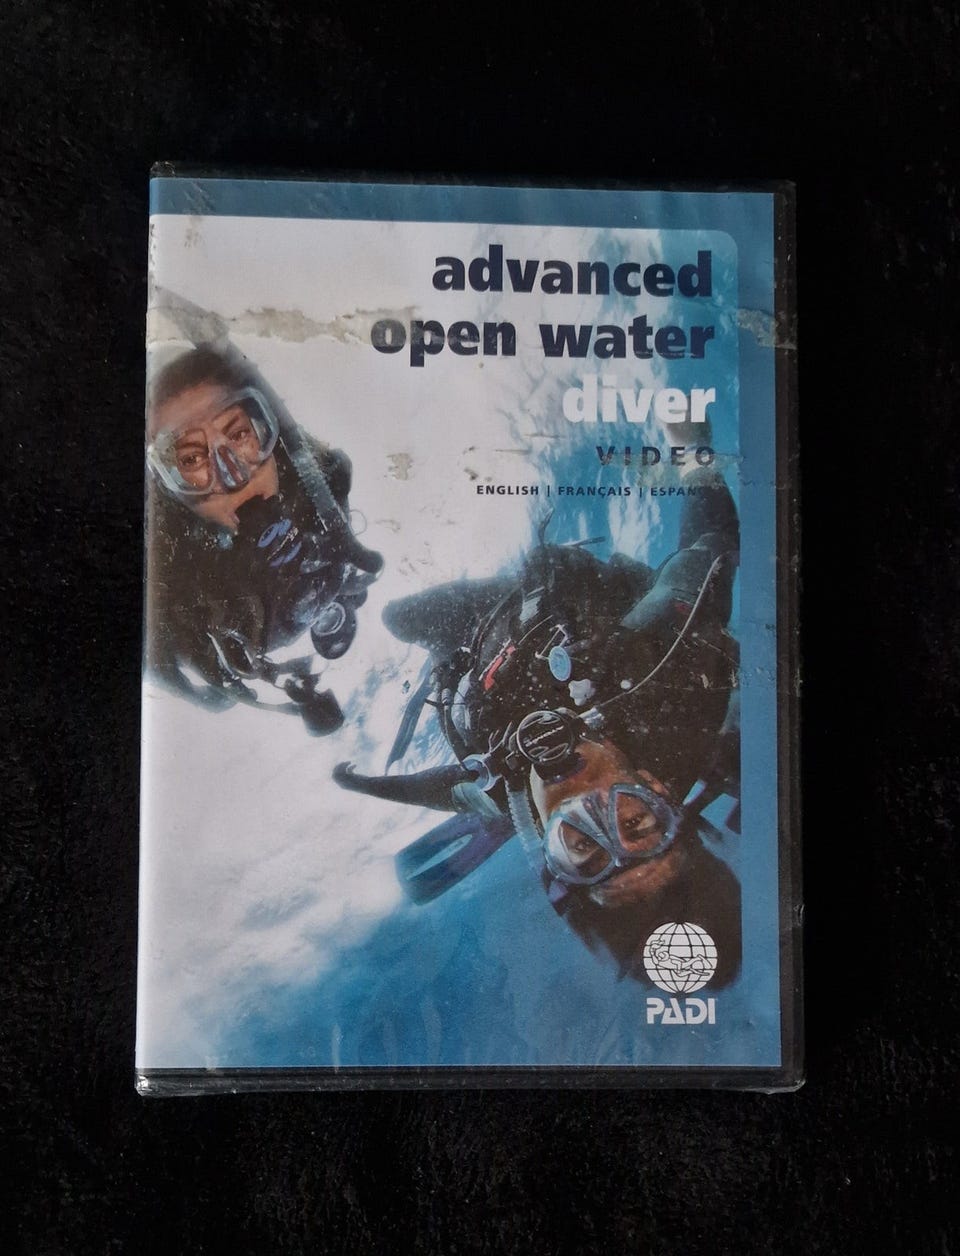 advanced
open water
diver
VIDEO
ENGLISH | FRANÇAIS |
PADI